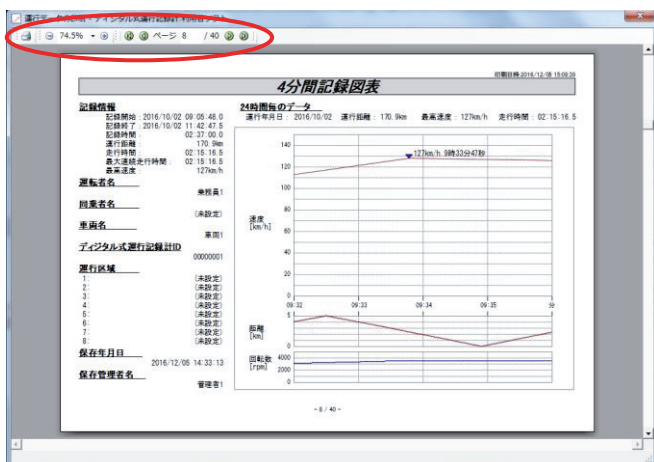 74.5% ページ 8 / 40
印刷日時:2016/12/08 15:09:39
4分間記録図表
記録情報
記録開始:2016/10/02 09:05:48.0
記録終了:2016/10/02 11:42:47.5
記録時間: 02:37:00.0
運行距離: 170.9km
走行時間: 02:15:16.5
最大連続走行時間: 02:15:16.5
最高速度: 127km/h
運転者名
乗務員1
同乗者名
(未設定)
車両名
車両1
ディジタル式運行記録計ID
00000001
運行区域
1: (未設定)
2: (未設定)
3: (未設定)
4: (未設定)
5: (未設定)
6: (未設定)
7: (未設定)
8: (未設定)
保存年月日
2016/12/05 14:33:13
保存管理者名
管理者1
24時間毎のデータ
運行年月日:2016/10/02 運行距離:170.9km 最高速度:127km/h 走行時間:02:15:16.5
127km/h 9時33分47秒
140
120
100
80
60
40
20
0
速度
[km/h]
09:32 09:33 09:34 09:35 分
距離
[km]
5
0
回転数
[rpm]
4000
2000
0
- 8 / 40 -